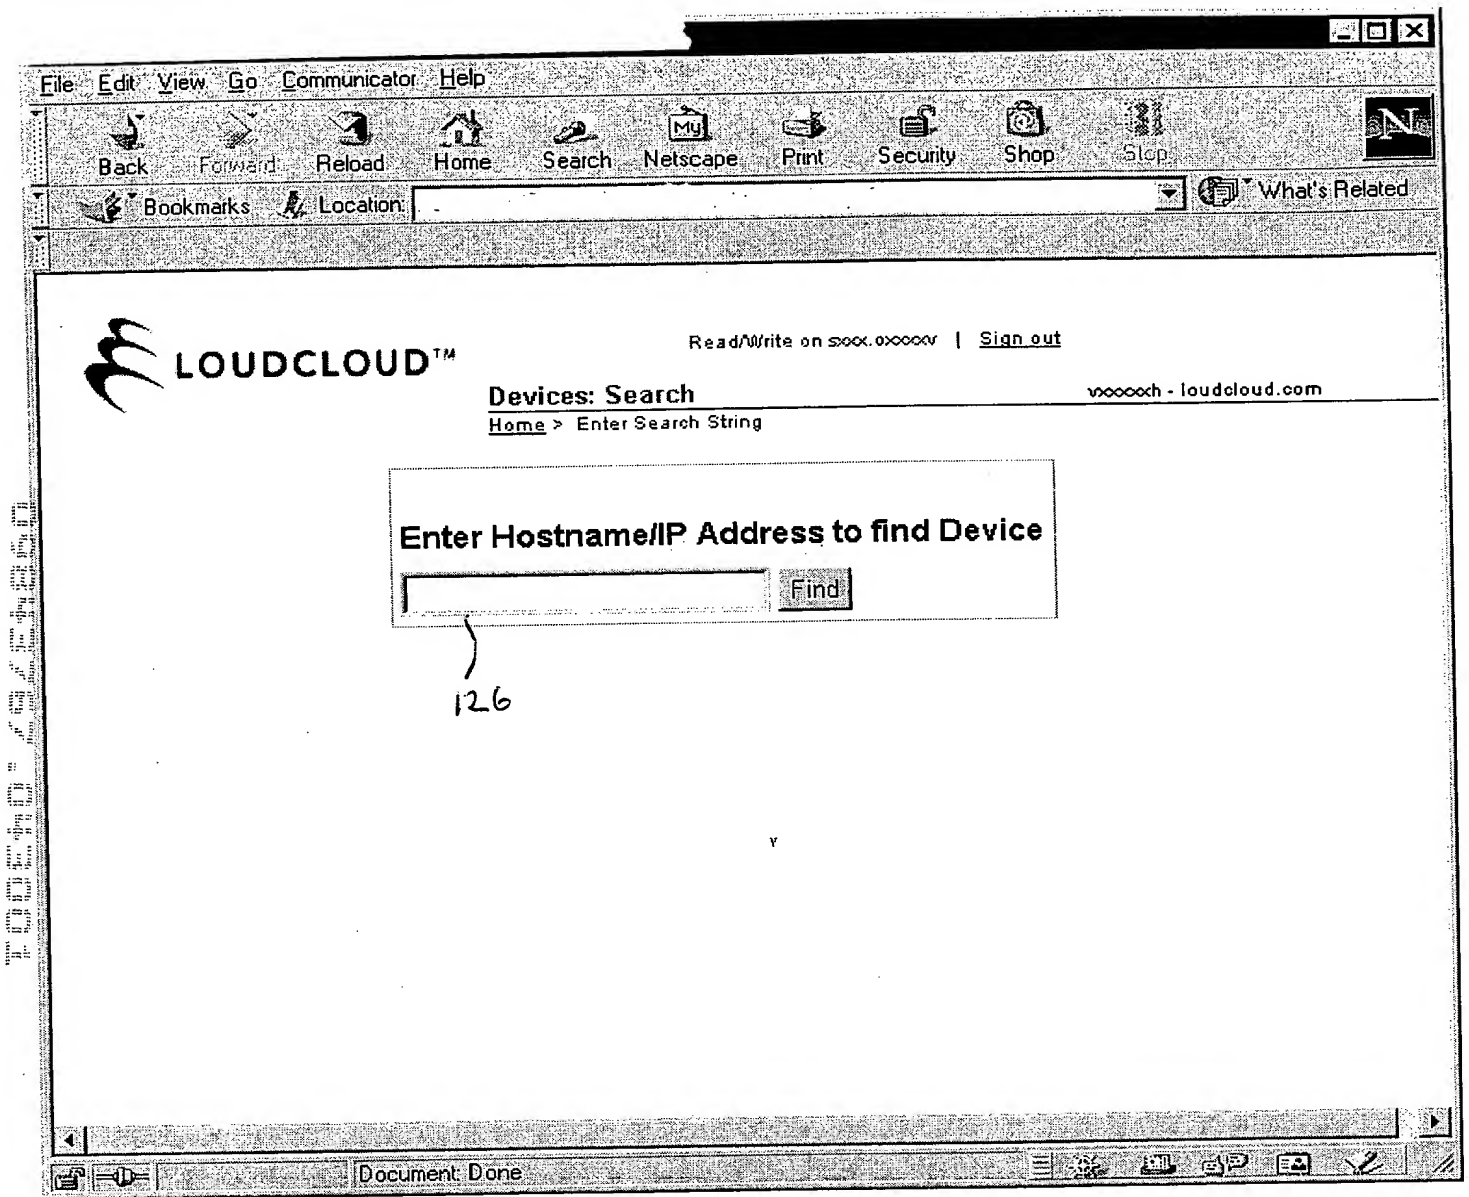 File Edit View Go Communicator Help
Back Forward Reload Home Search Netscape Print Security Shop Stop
My
N
Bookmarks Location: What's Related
LOUDCLOUD™
Read/Write on | Sign out
Devices: Search
- loudcloud.com
Home > Enter Search String
Enter Hostname/IP Address to find Device
Find
126
Document: Done